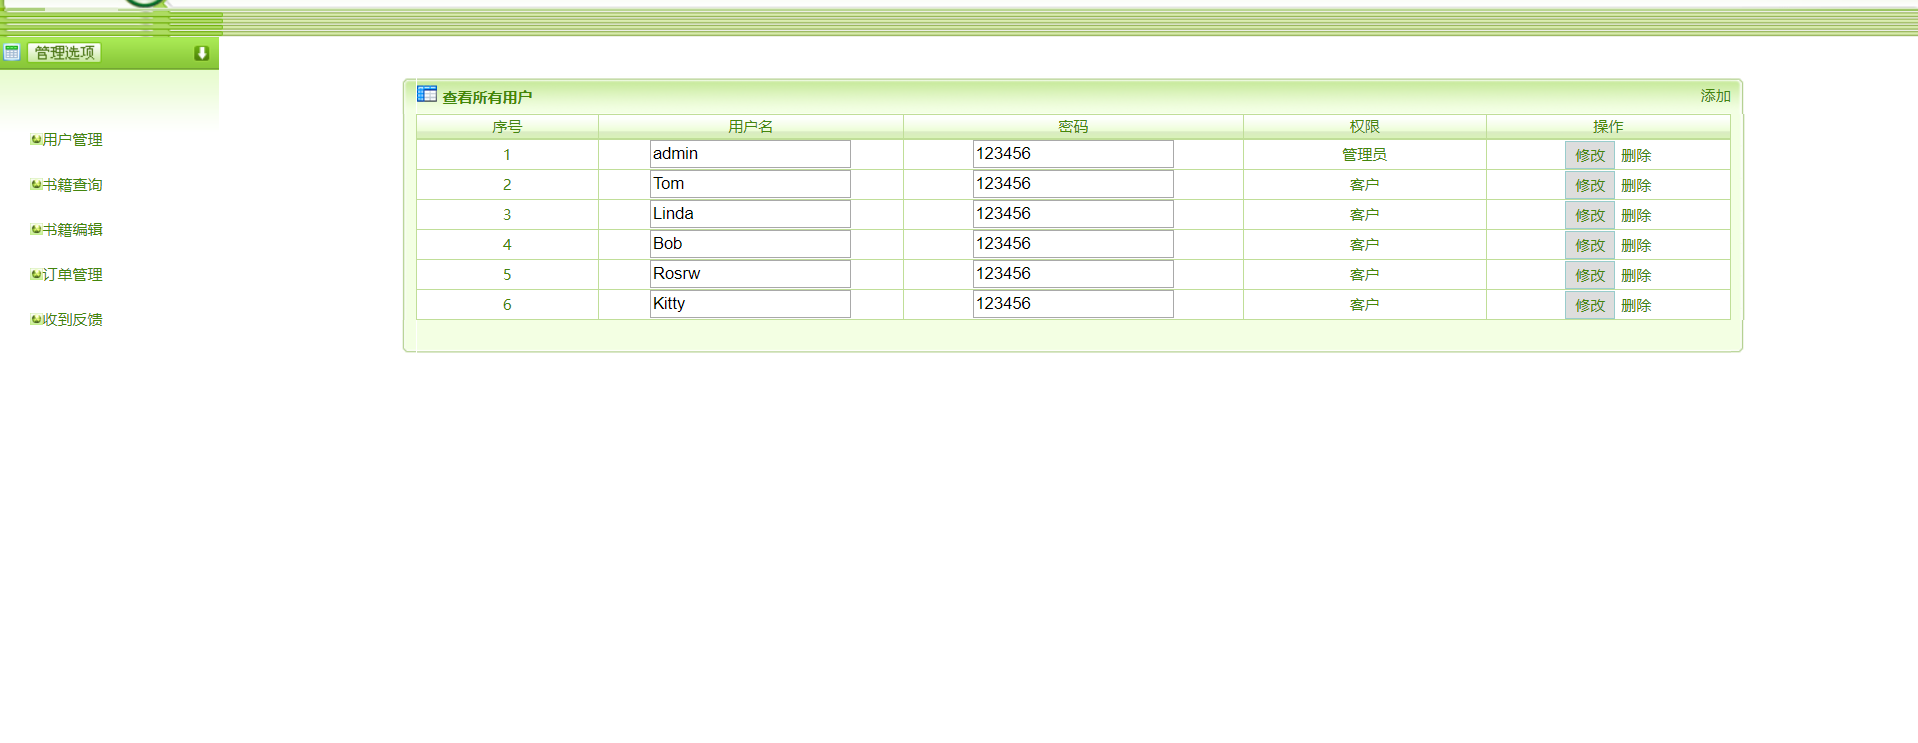 管理选项
用户管理
书籍查询
书籍编辑
订单管理
收到反馈
查看所有用户 添加
序号 用户名 密码 权限 操作
1 admin 123456 管理员 修改 删除
2 Tom 123456 客户 修改 删除
3 Linda 123456 客户 修改 删除
4 Bob 123456 客户 修改 删除
5 Rosrw 123456 客户 修改 删除
6 Kitty 123456 客户 修改 删除